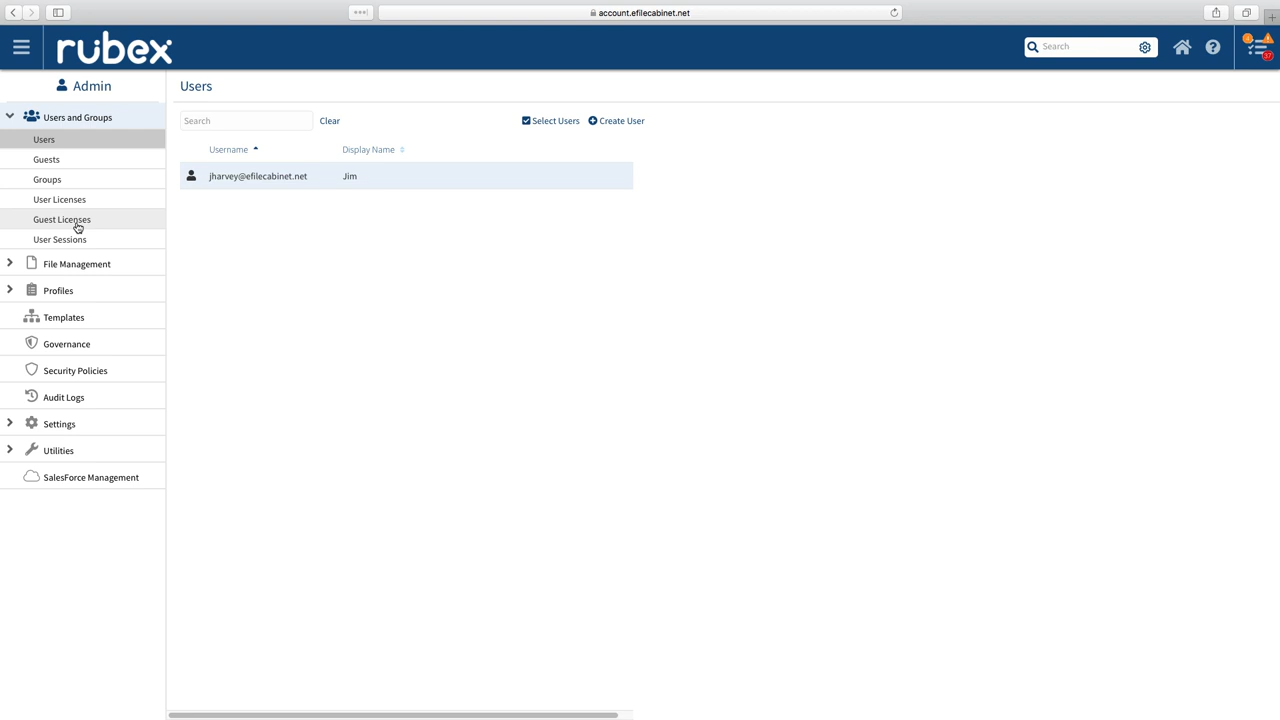 account.efilecabinet.net
rubex
Search
37
Admin
Users
Users and Groups
Users
Guests
Groups
User Licenses
Guest Licenses
User Sessions
File Management
Profiles
Templates
Governance
Security Policies
Audit Logs
Settings
Utilities
SalesForce Management
Search
Clear
Select Users
Create User
Username
Display Name
jharvey@efilecabinet.net
Jim